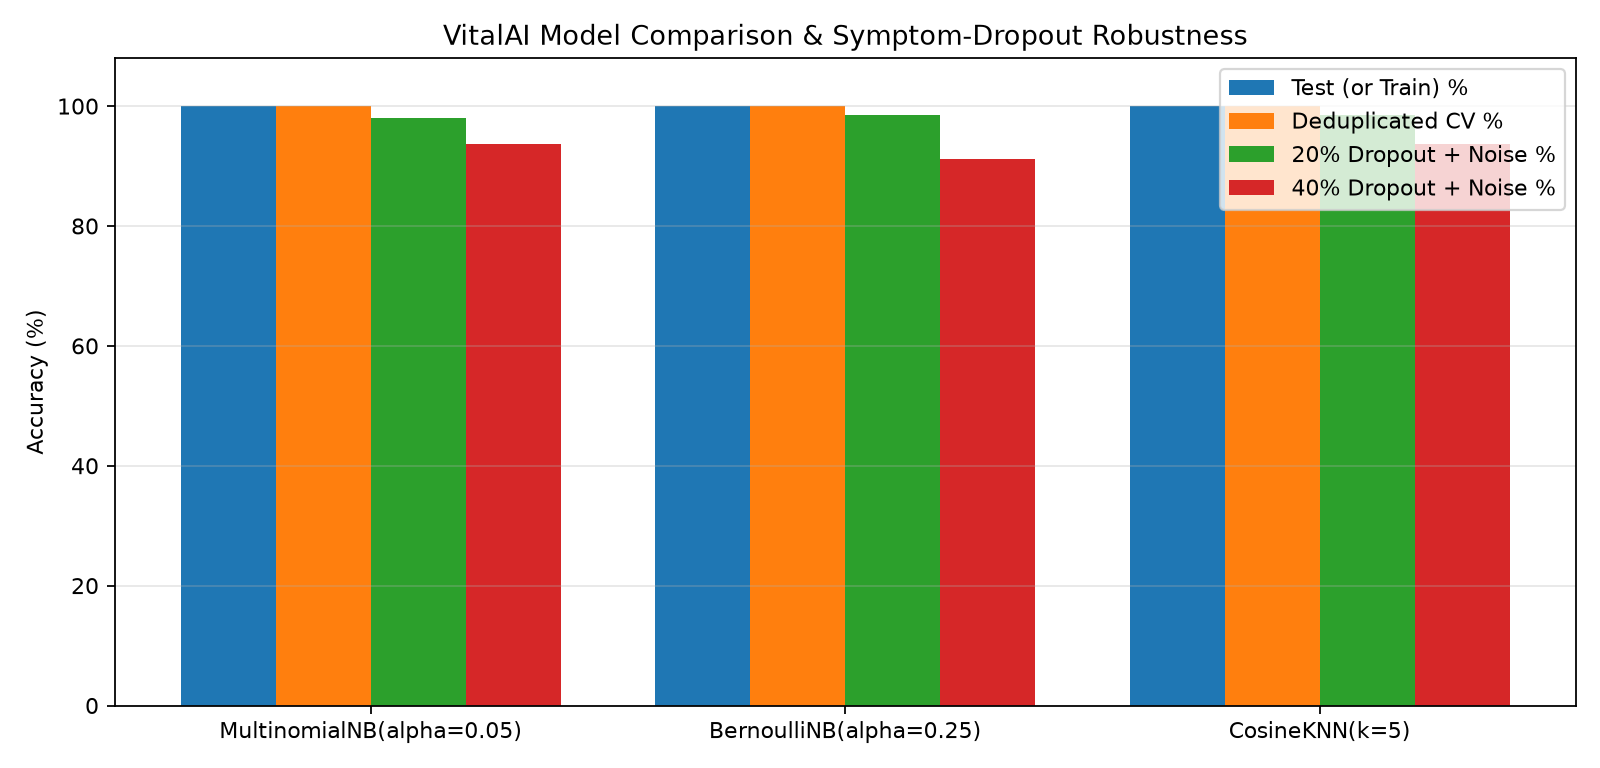 VitalAI Model Comparison & Symptom-Dropout Robustness
Test (or Train) %
Deduplicated CV %
20% Dropout + Noise %
40% Dropout + Noise %
Accuracy (%)
100
80
60
40
20
0
MultinomialNB(alpha=0.05)
BernoulliNB(alpha=0.25)
CosineKNN(k=5)